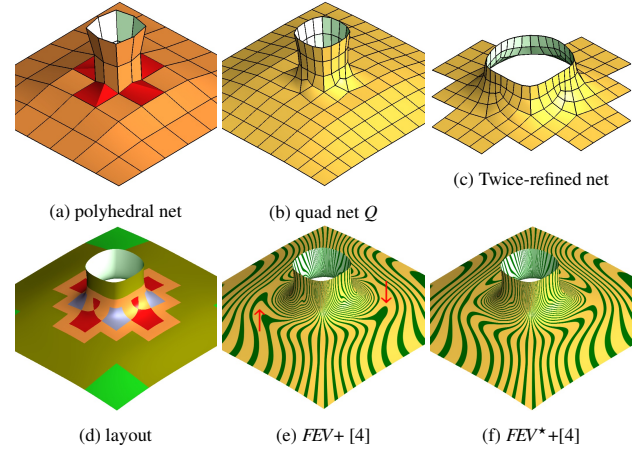 (a) polyhedral net
(b) quad net Q
(c) Twice-refined net
(d) layout
(e) FEV+ [4]
(f) FEV★+[4]